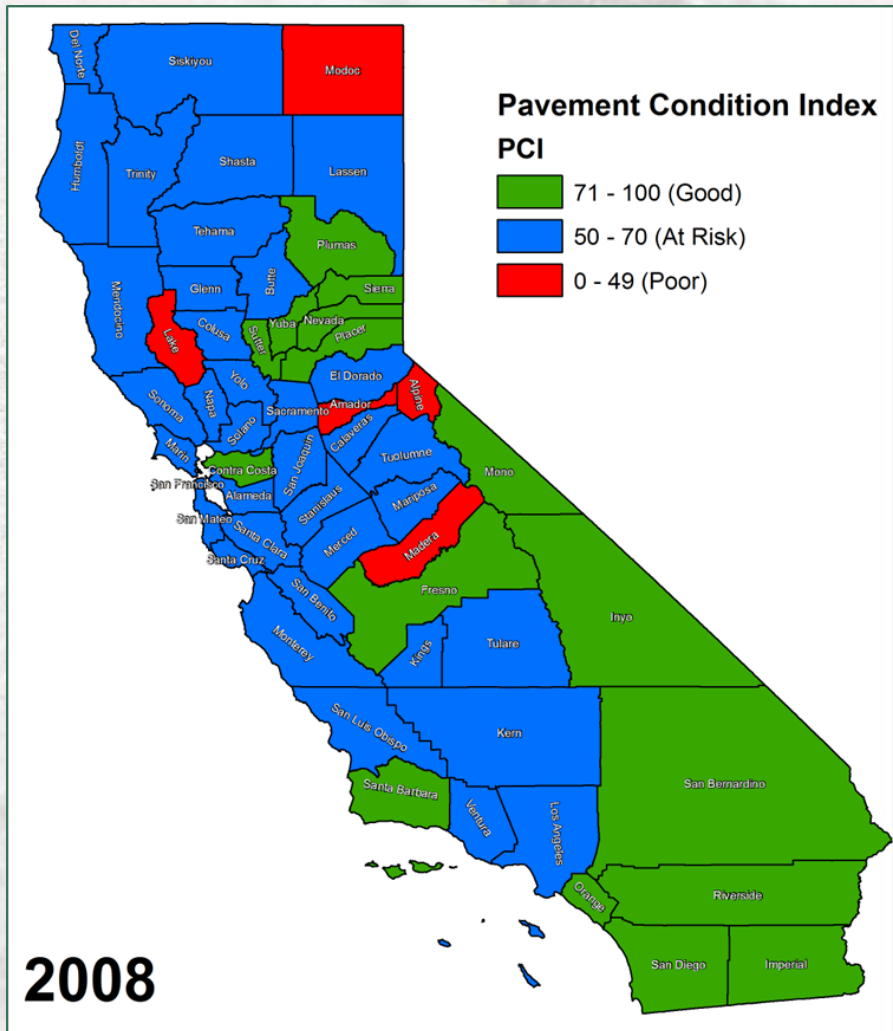 Pavement Condition Index
PCI
71 - 100 (Good)
50 - 70 (At Risk)
0 - 49 (Poor)
Del Norte
Siskiyou
Modoc
Humboldt
Trinity
Shasta
Lassen
Tehama
Plumas
Mendocino
Glenn
Butte
Sierra
Lake
Colusa
Sutter
Yuba
Nevada
Placer
Sonoma
Napa
Yolo
El Dorado
Solano
Sacramento
Amador
Alpine
Marin
Calaveras
Contra Costa
San Joaquin
Tuolumne
Mono
San Francisco
Alameda
Stanislaus
Mariposa
San Mateo
Santa Clara
Merced
Madera
Santa Cruz
San Benito
Fresno
Inyo
Monterey
Kings
Tulare
San Luis Obispo
Kern
Santa Barbara
San Bernardino
Ventura
Los Angeles
Orange
Riverside
San Diego
Imperial
2008